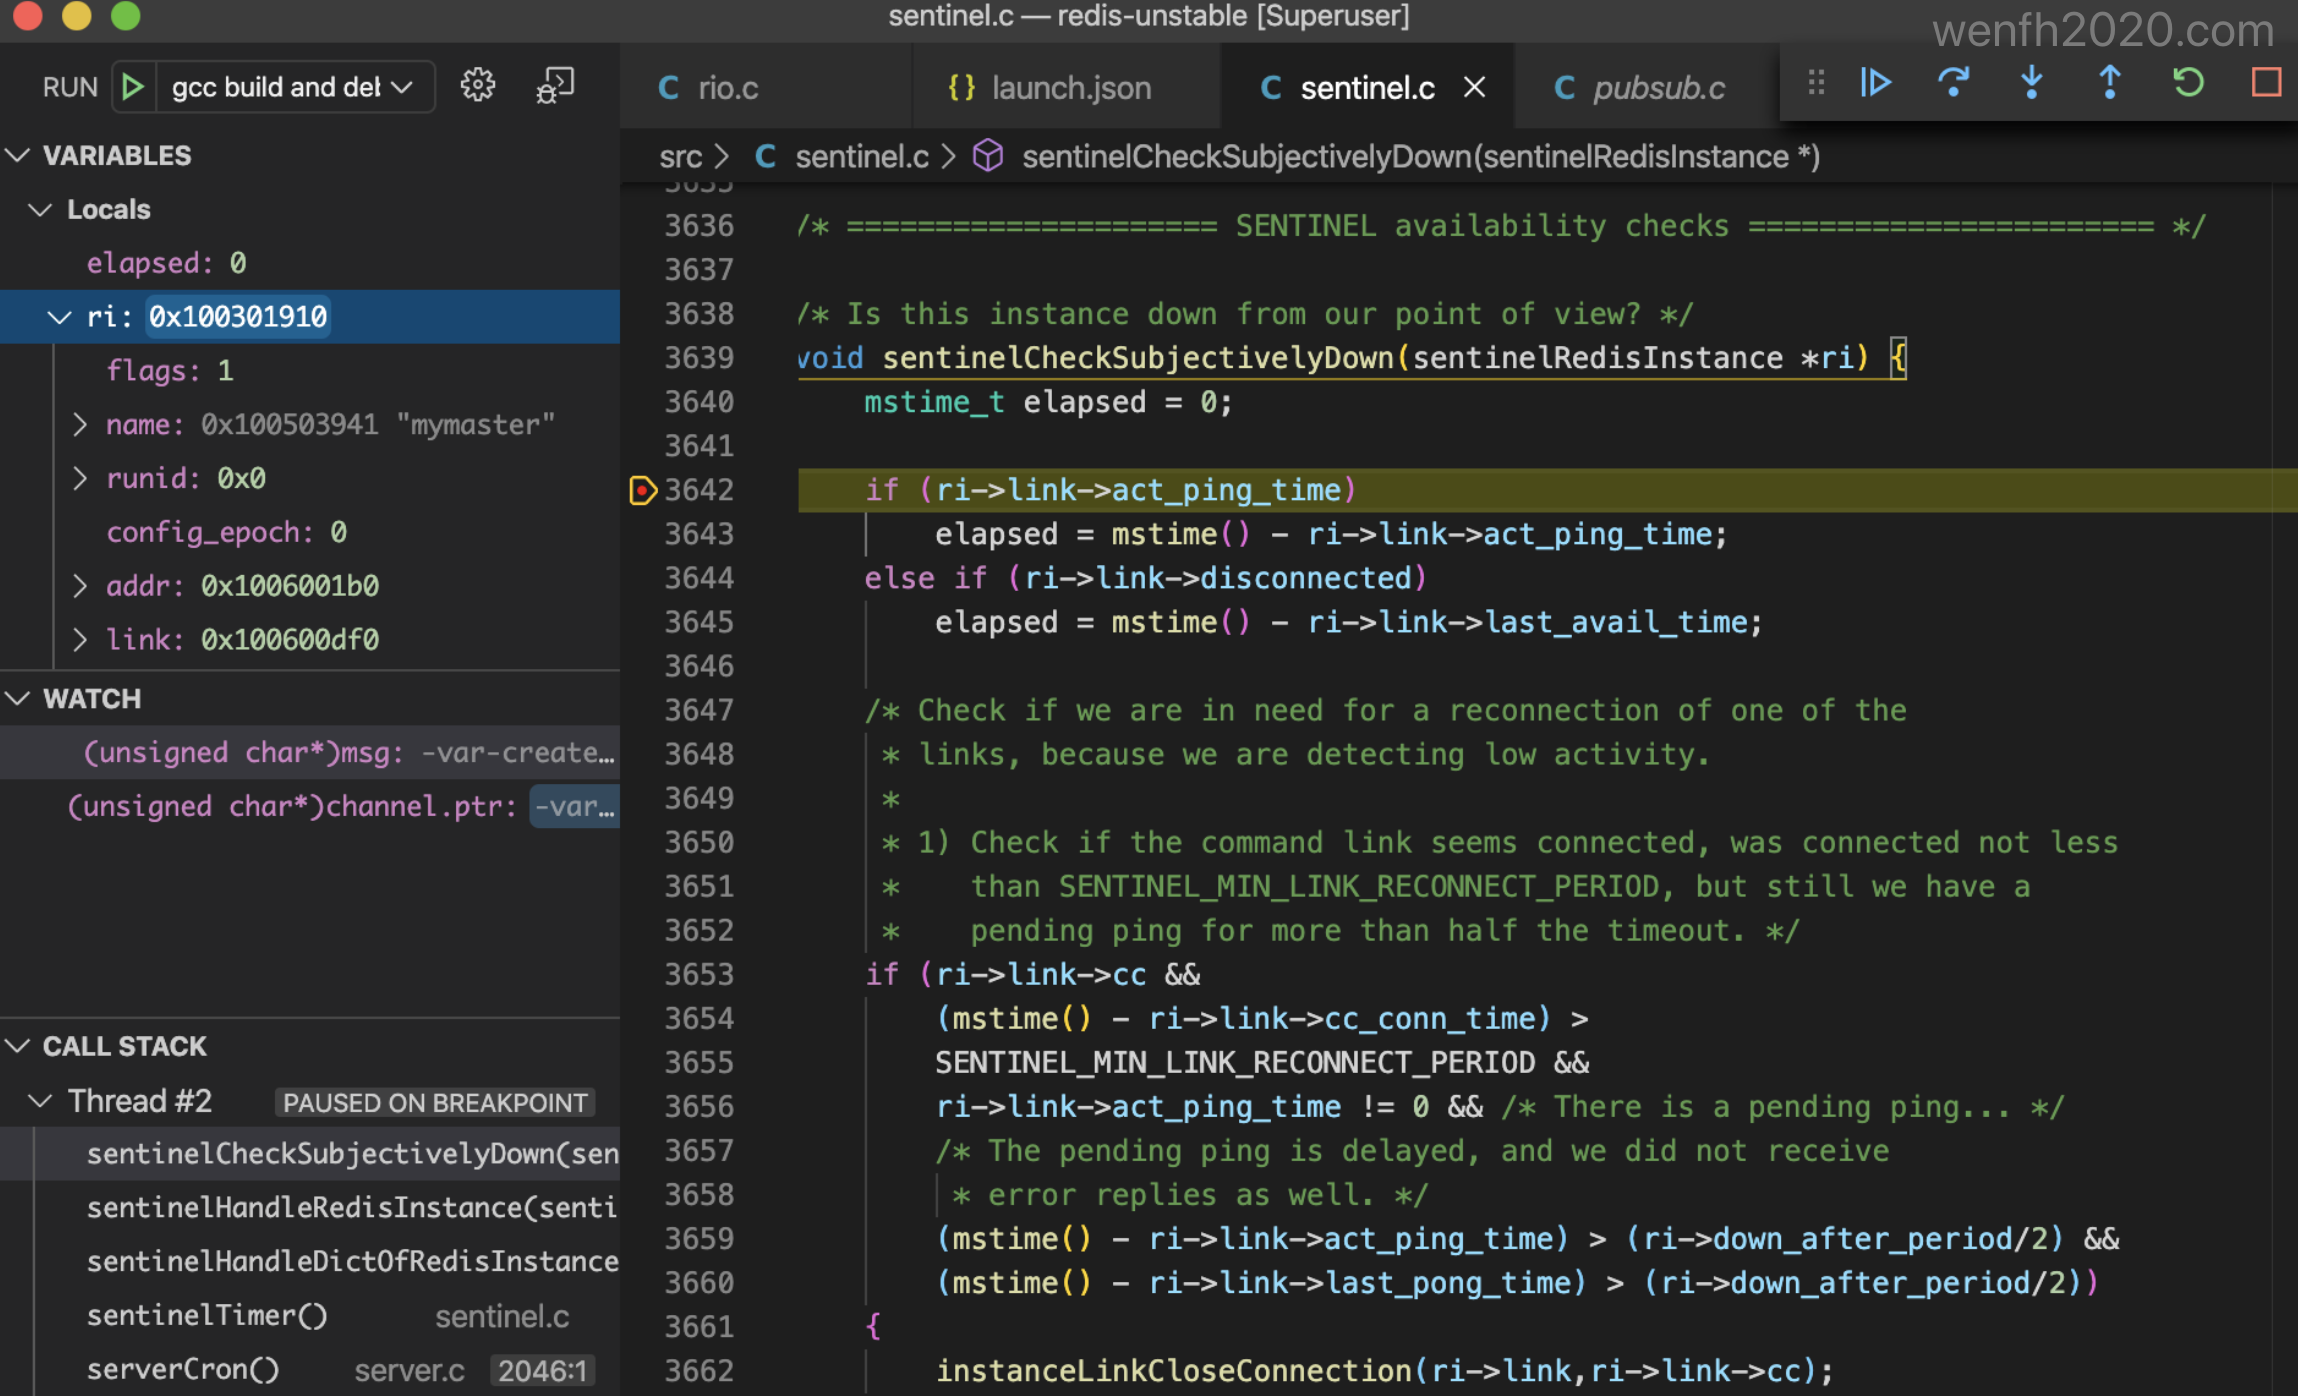 sentinel.c — redis-unstable [Superuser]
wenfh2020.com
RUN gcc build and del
rio.c
{} launch.json
C sentinel.c
C pubsub.c
src > C sentinel.c > sentinelCheckSubjectivelyDown(sentinelRedisInstance *)
VARIABLES
Locals
elapsed: 0
ri: 0x100301910
flags: 1
name: 0x100503941 "mymaster"
runid: 0x0
config_epoch: 0
addr: 0x1006001b0
link: 0x100600df0
WATCH
(unsigned char*)msg: -var-create…
(unsigned char*)channel.ptr: -var…
CALL STACK
Thread #2 PAUSED ON BREAKPOINT
sentinelCheckSubjectivelyDown(sen
sentinelHandleRedisInstance(senti
sentinelHandleDictOfRedisInstance
sentinelTimer() sentinel.c
serverCron() server.c 2046:1
3635
3636 /* ===================== SENTINEL availability checks ======================= */
3637
3638 /* Is this instance down from our point of view? */
3639 void sentinelCheckSubjectivelyDown(sentinelRedisInstance *ri) {
3640 mstime_t elapsed = 0;
3641
3642 if (ri->link->act_ping_time)
3643 elapsed = mstime() - ri->link->act_ping_time;
3644 else if (ri->link->disconnected)
3645 elapsed = mstime() - ri->link->last_avail_time;
3646
3647 /* Check if we are in need for a reconnection of one of the
3648 * links, because we are detecting low activity.
3649 *
3650 * 1) Check if the command link seems connected, was connected not less
3651 * than SENTINEL_MIN_LINK_RECONNECT_PERIOD, but still we have a
3652 * pending ping for more than half the timeout. */
3653 if (ri->link->cc &&
3654 (mstime() - ri->link->cc_conn_time) >
3655 SENTINEL_MIN_LINK_RECONNECT_PERIOD &&
3656 ri->link->act_ping_time != 0 && /* There is a pending ping... */
3657 /* The pending ping is delayed, and we did not receive
3658 * error replies as well. */
3659 (mstime() - ri->link->act_ping_time) > (ri->down_after_period/2) &&
3660 (mstime() - ri->link->last_pong_time) > (ri->down_after_period/2))
3661 {
3662 instanceLinkCloseConnection(ri->link,ri->link->cc);